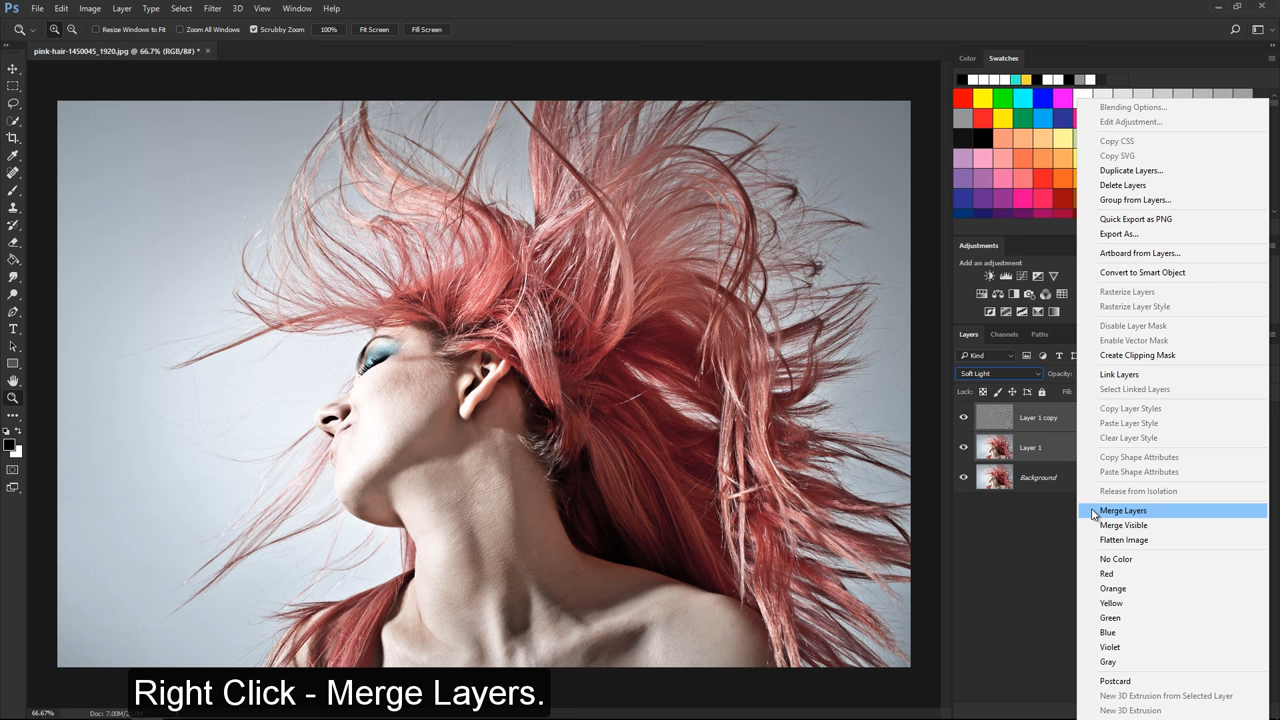 Ps File Edit Image Layer Type Select Filter 3D View Window Help
Resize Windows to Fit Zoom All Windows Scrubby Zoom 100% Fit Screen Fill Screen
pink-hair-1450045_1920.jpg @ 66.7% (RGB/8#) * ×
Color Swatches
Blending Options...
Edit Adjustment...
Copy CSS
Copy SVG
Duplicate Layers...
Delete Layers
Group from Layers...
Quick Export as PNG
Export As...
Artboard from Layers...
Convert to Smart Object
Rasterize Layers
Rasterize Layer Style
Disable Layer Mask
Enable Vector Mask
Create Clipping Mask
Link Layers
Select Linked Layers
Copy Layer Styles
Paste Layer Style
Clear Layer Style
Copy Shape Attributes
Paste Shape Attributes
Release from Isolation
Merge Layers
Merge Visible
Flatten Image
No Color
Red
Orange
Yellow
Green
Blue
Violet
Gray
Postcard
New 3D Extrusion from Selected Layer
New 3D Extrusion
Adjustments
Add an adjustment
Layers Channels Paths
Kind
Soft Light Opacity:
Lock: Fill:
Layer 1 copy
Layer 1
Background
Right Click - Merge Layers.
66.67% Doc: 7.00M/